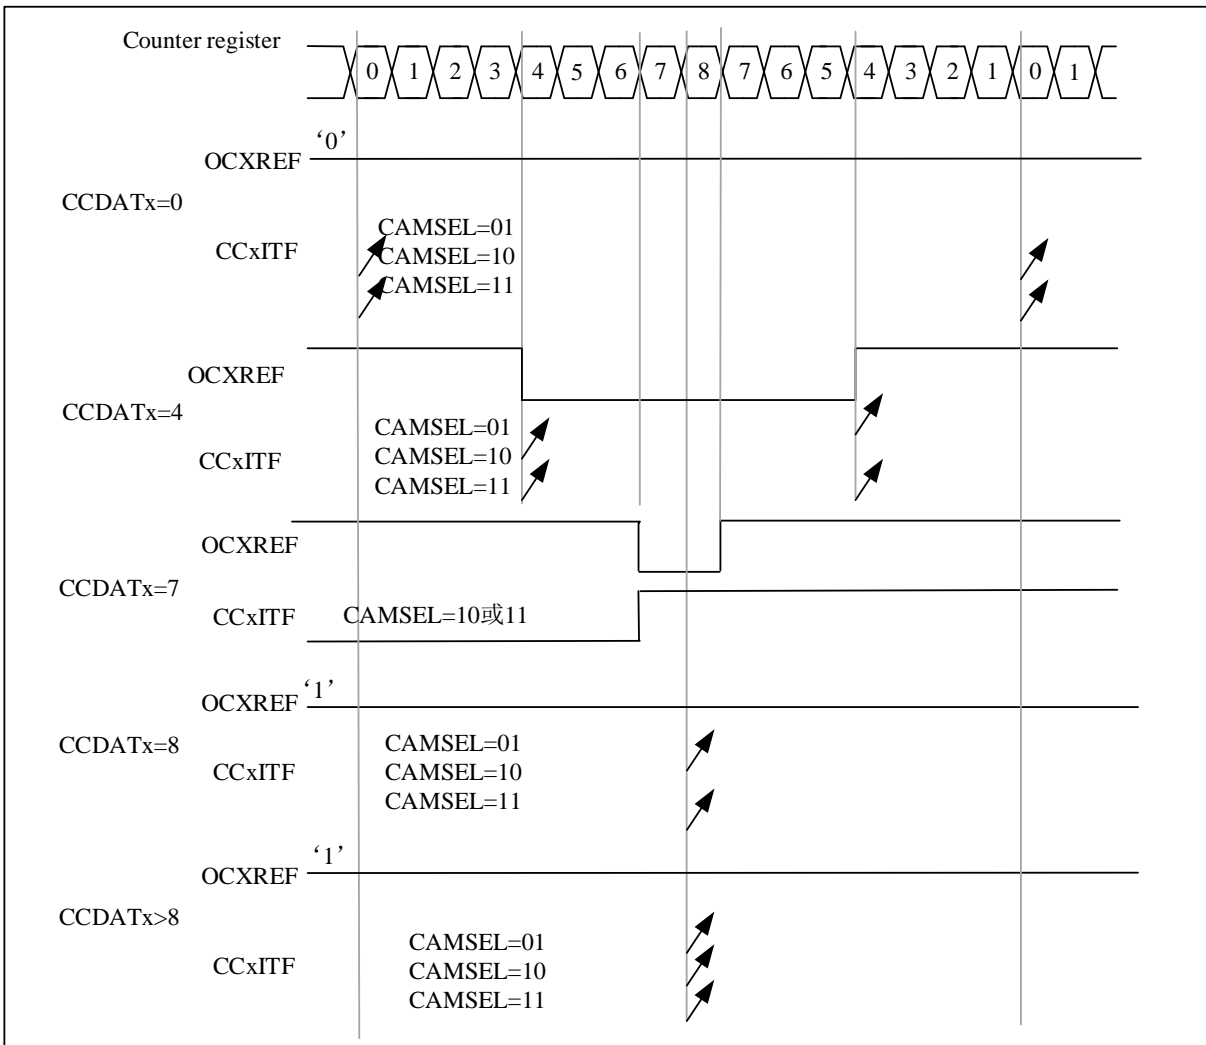 Counter register
0 1 2 3 4 5 6 7 8 7 6 5 4 3 2 1 0 1
‘0’
OCXREF
CCDATx=0
CAMSEL=01
CCxITF
CAMSEL=10
CAMSEL=11
OCXREF
CCDATx=4
CAMSEL=01
CCxITF
CAMSEL=10
CAMSEL=11
OCXREF
CCDATx=7
CCxITF
CAMSEL=10或11
‘1’
OCXREF
CCDATx=8
CAMSEL=01
CCxITF
CAMSEL=10
CAMSEL=11
‘1’
OCXREF
CCDATx>8
CAMSEL=01
CCxITF
CAMSEL=10
CAMSEL=11